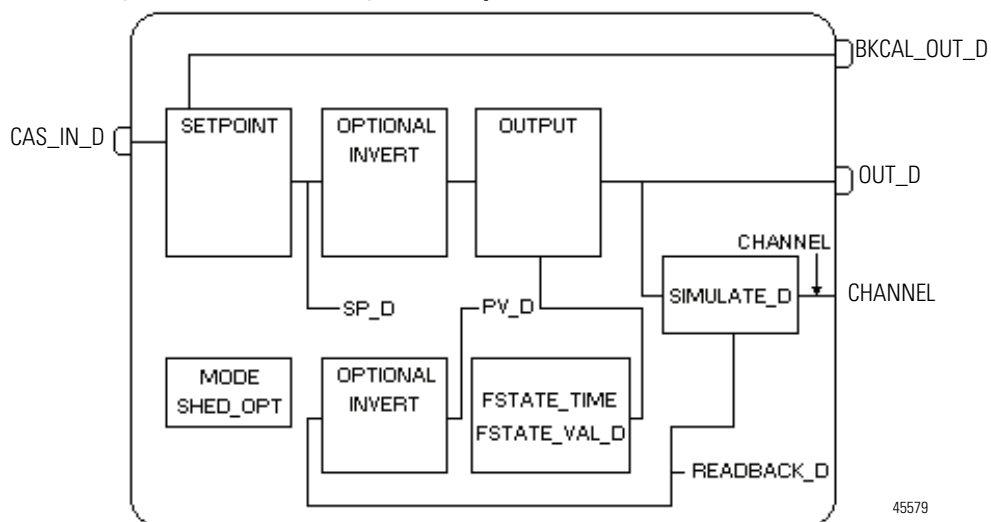 BKCAL_OUT_D
CAS_IN_D
SETPOINT
OPTIONAL
INVERT
OUTPUT
OUT_D
CHANNEL
SIMULATE_D
CHANNEL
SP_D
PV_D
MODE
SHED_OPT
OPTIONAL
INVERT
FSTATE_TIME
FSTATE_VAL_D
READBACK_D
45579